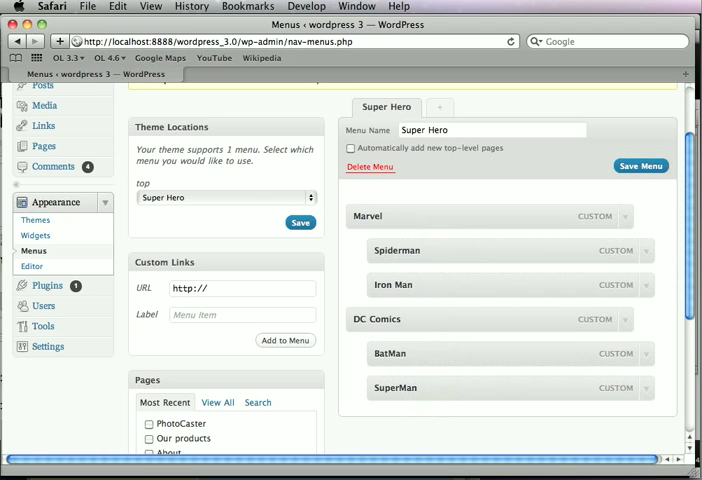 Safari File Edit View History Bookmarks Develop Window Help
Menus ‹ wordpress 3 — WordPress
http://localhost:8888/wordpress_3.0/wp-admin/nav-menus.php
Google
OL 3.3 OL 4.6 Google Maps YouTube Wikipedia
Menus ‹ wordpress 3 — WordPress
Posts
Media
Links
Pages
Comments 4
Appearance
Themes
Widgets
Menus
Editor
Plugins 1
Users
Tools
Settings
Theme Locations
Your theme supports 1 menu. Select which
menu you would like to use.
top
Super Hero
Save
Custom Links
URL http://
Label Menu Item
Add to Menu
Pages
Most Recent View All Search
PhotoCaster
Our products
About
Super Hero +
Menu Name Super Hero
Automatically add new top-level pages
Delete Menu Save Menu
Marvel CUSTOM
Spiderman CUSTOM
Iron Man CUSTOM
DC Comics CUSTOM
BatMan CUSTOM
SuperMan CUSTOM